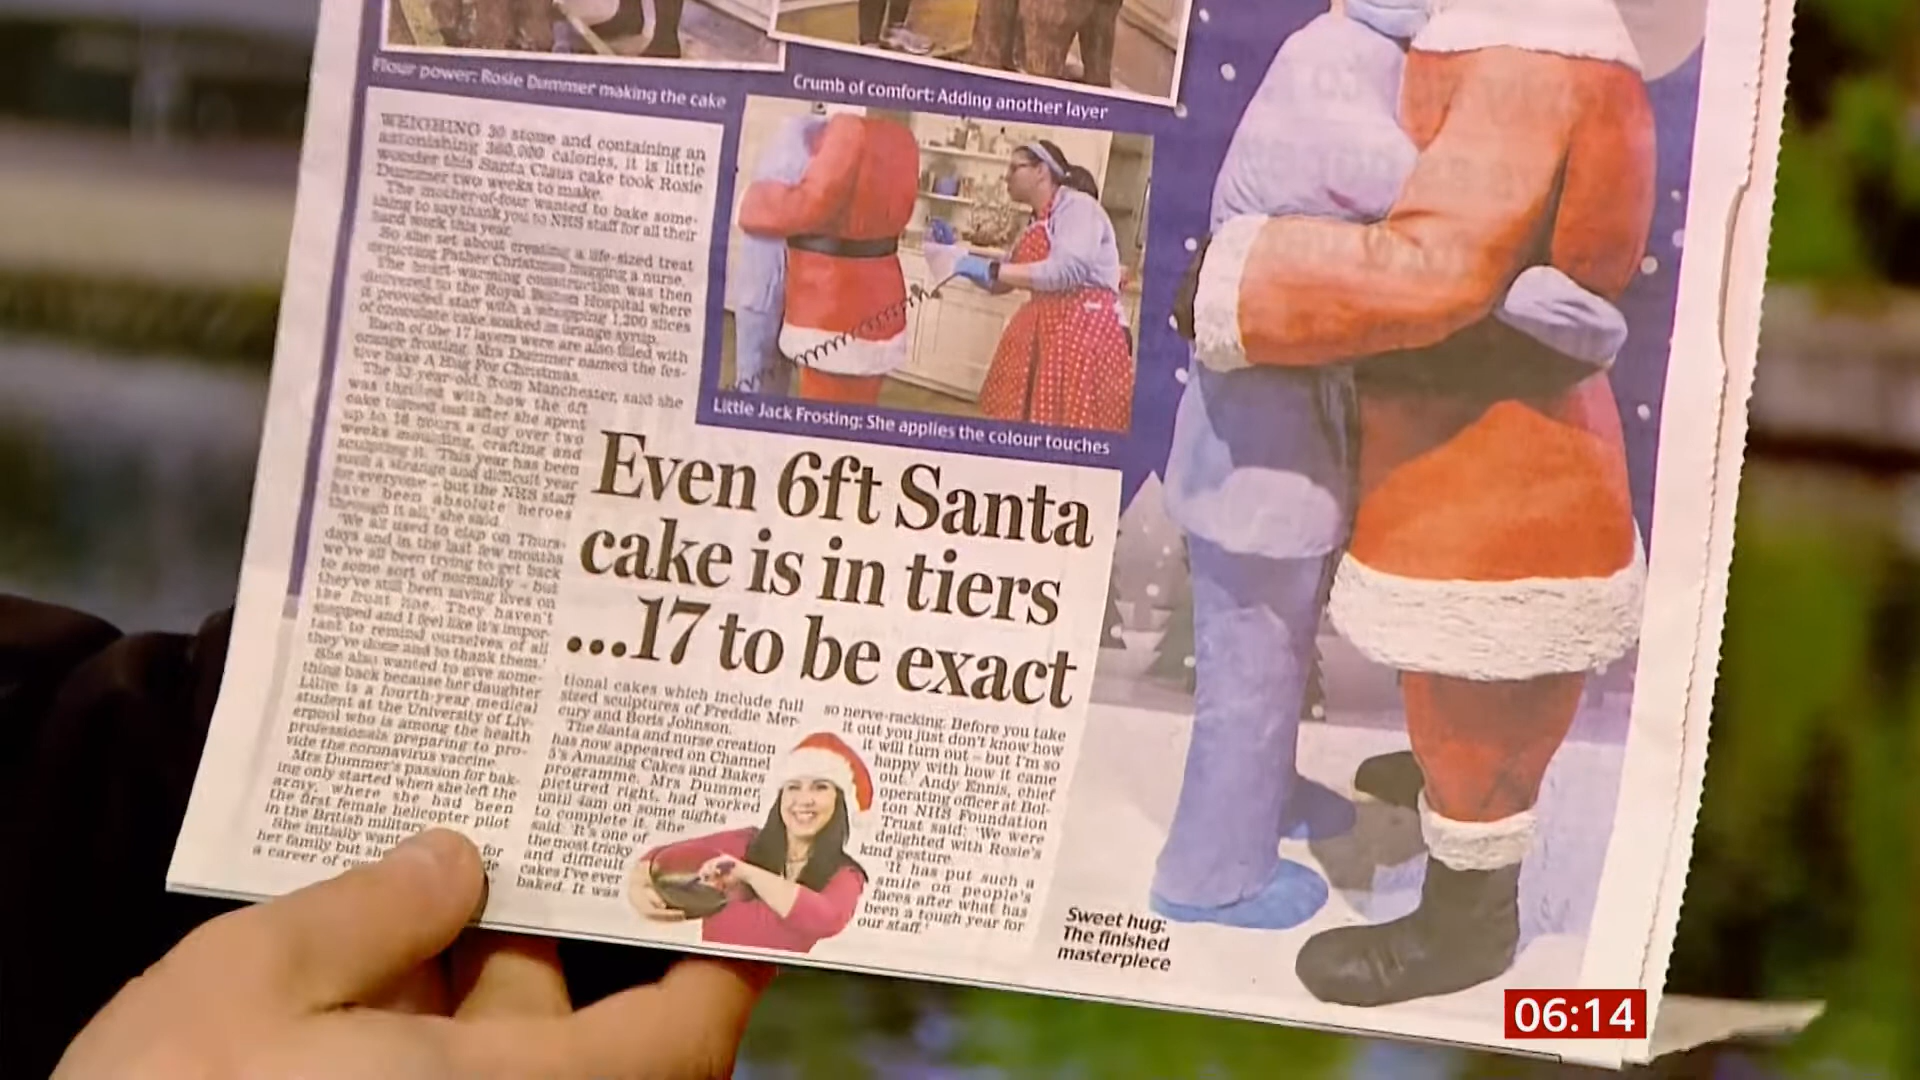 Flour power: Rosie Dummer making the cake
Crumb of comfort: Adding another layer
WEIGHING 30 stone and containing an
astonishing 360,000 calories, it is little
wonder this Santa Claus cake took Rosie
Dummer two weeks to make.
The mother-of-four wanted to bake some-
thing to say thank you to NHS staff for all their
hard work this year.
So she set about creating a life-sized treat
depicting Father Christmas hugging a nurse.
The heart-warming construction was then
delivered to the Royal Bolton Hospital where
it provided staff with a whopping 1,200 slices
of chocolate cake soaked in orange syrup.
Each of the 17 layers were also filled with
orange frosting. Mrs Dummer named the fes-
tive bake A Hug For Christmas.
The 53-year-old, from Manchester, said she
was thrilled with how the 6ft
cake turned out after she spent
up to 18 hours a day over two
weeks moulding, crafting and
sculpting it. 'This year has been
such a strange and difficult year
for everyone – but the NHS staff
have been absolute heroes
through it all,' she said.
'We all used to clap on Thurs-
days and in the last few months
we've all been trying to get back
to some sort of normality – but
they've still been saving lives on
the front line. They haven't
stopped and I feel like it's impor-
tant to remind ourselves of all
they've done and to thank them.'
She also wanted to give some-
thing back because her daughter
Lillie is a fourth-year medical
student at the University of Liv-
erpool who is among the health
professionals preparing to pro-
vide the coronavirus vaccine.
Mrs Dummer's passion for bak-
ing only started when she left the
army, where she had been
the first female helicopter pilot
in the British military.
She initially want for
her family but she de
a career of
Little Jack Frosting: She applies the colour touches
Even 6ft Santa
cake is in tiers
...17 to be exact
tional cakes which include full
sized sculptures of Freddie Mer-
cury and Boris Johnson.
The Santa and nurse creation
has now appeared on Channel
5's Amazing Cakes and Bakes
programme. Mrs Dummer,
pictured right, had worked
until 4am on some nights
to complete it. She
said: 'It's one of
the most tricky
and difficult
cakes I've ever
baked. It was
so nerve-racking. Before you take
it out you just don't know how
it will turn out – but I'm so
happy with how it came
out.' Andy Ennis, chief
operating officer at Bol-
ton NHS Foundation
Trust said: 'We were
delighted with Rosie's
kind gesture.
'It has put such a
smile on people's
faces after what has
been a tough year for
our staff.'
Sweet hug:
The finished
masterpiece
06:14